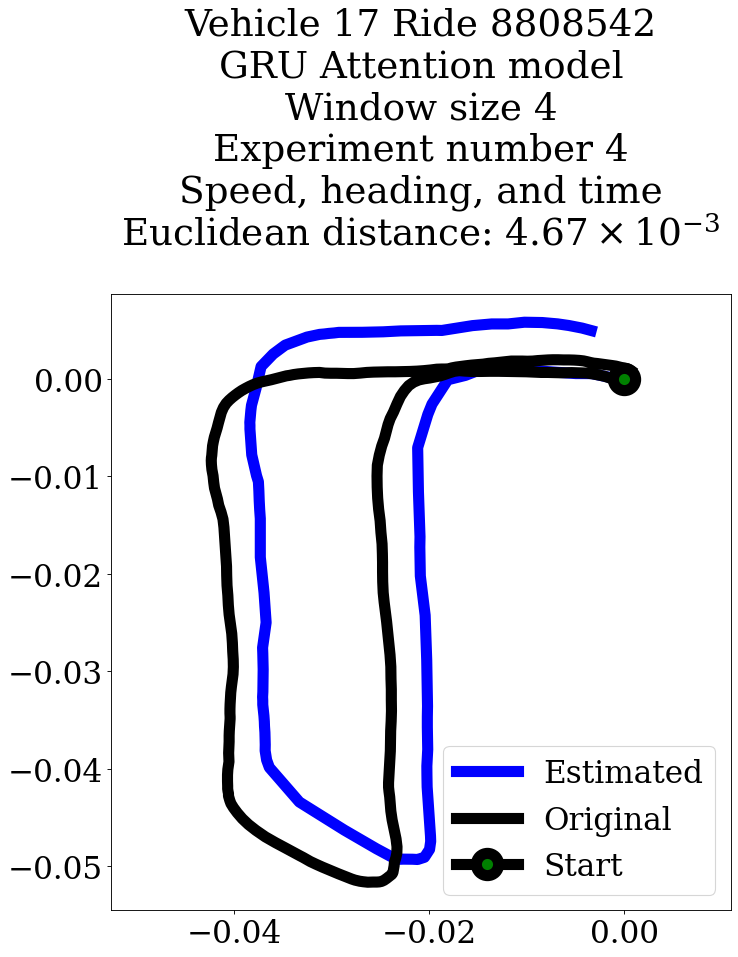 Vehicle 17 Ride 8808542
GRU Attention model
Window size 4
Experiment number 4
Speed, heading, and time
Euclidean distance: 4.67 × 10⁻³
0.00
−0.01
−0.02
−0.03
−0.04
−0.05
Estimated
Original
Start
−0.04 −0.02 0.00